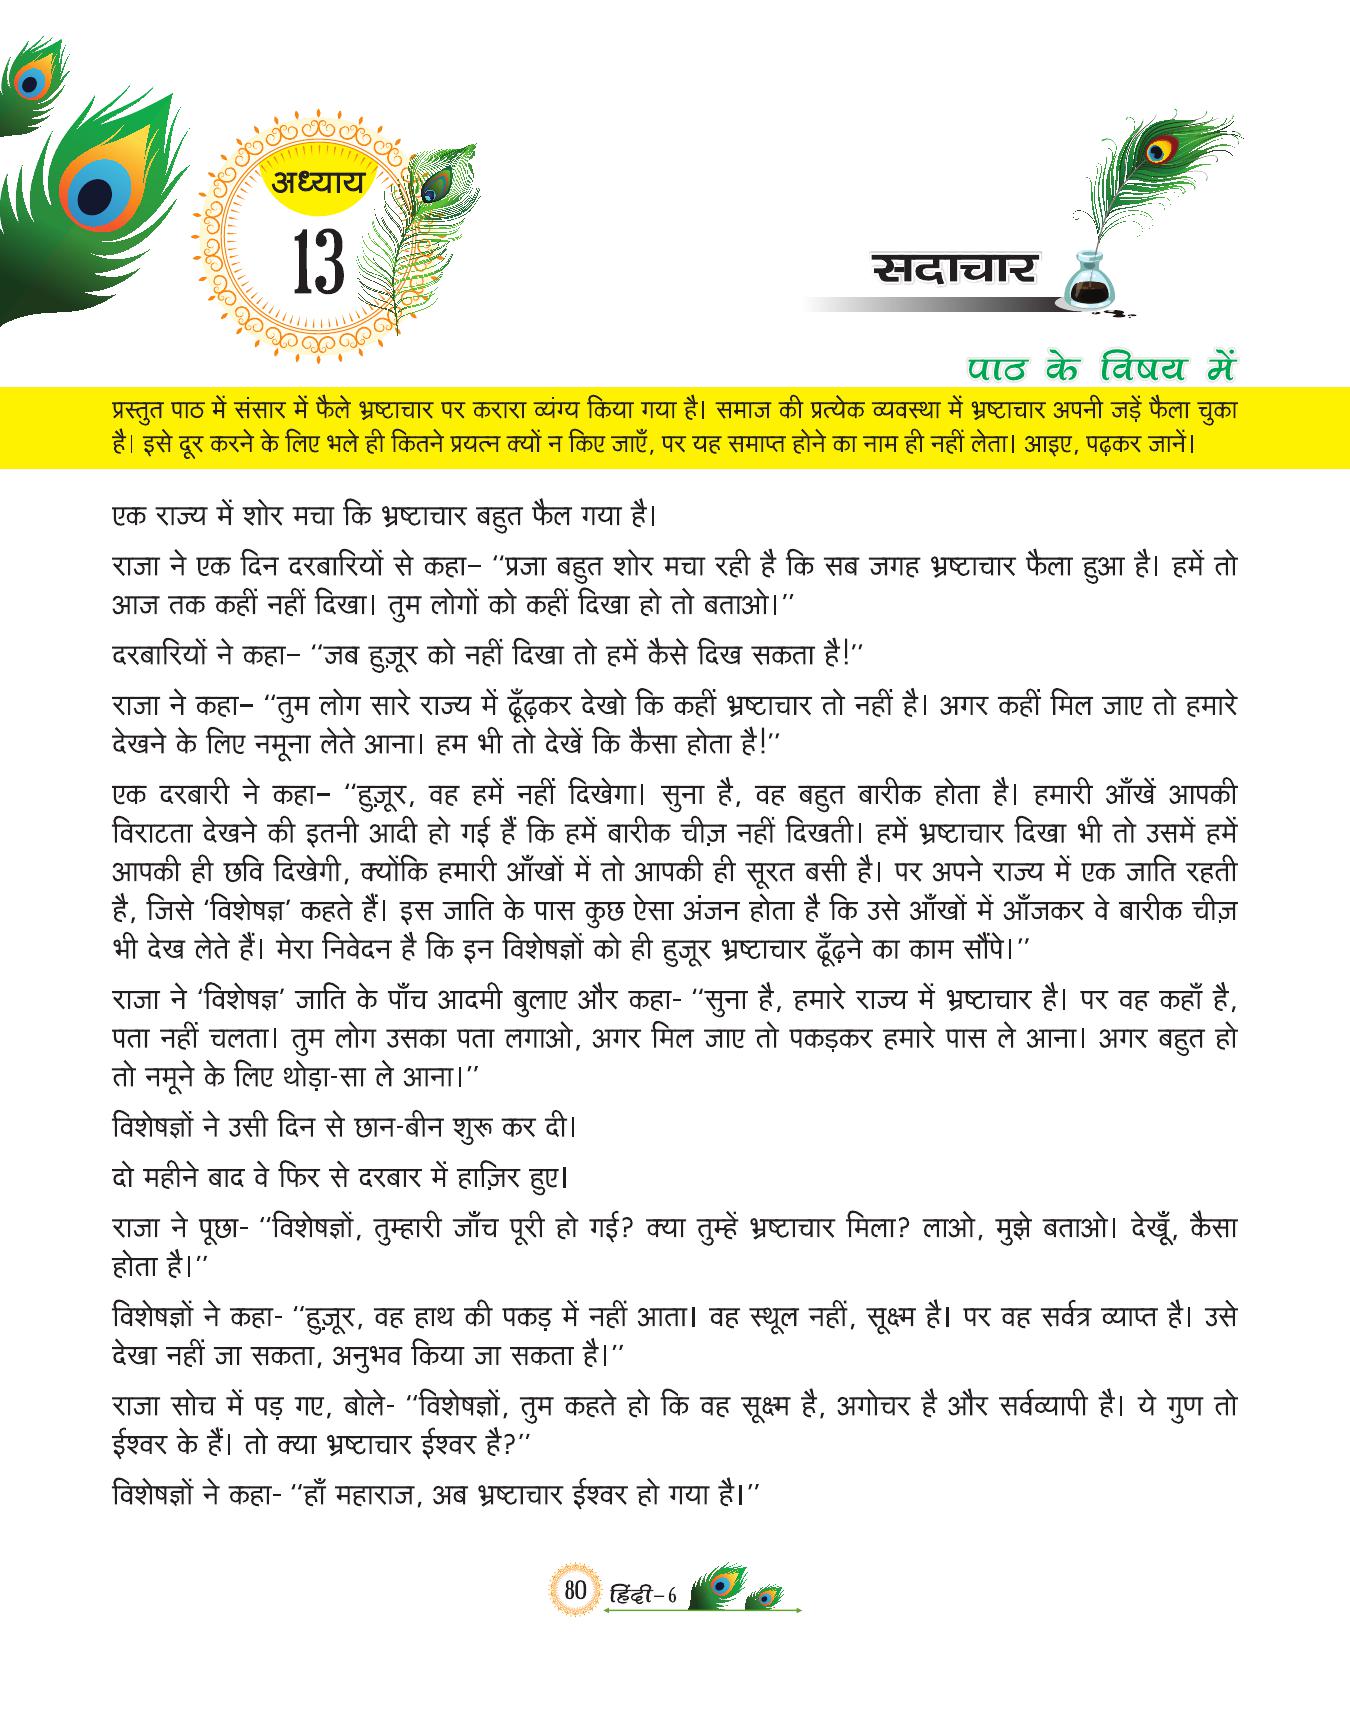 अध्याय
13
सदाचार
पाठ के विषय में
प्रस्तुत पाठ में संसार में फैले भ्रष्टाचार पर करारा व्यंग्य किया गया है। समाज की प्रत्येक व्यवस्था में भ्रष्टाचार अपनी जड़ें फैला चुका
है। इसे दूर करने के लिए भले ही कितने प्रयत्न क्यों न किए जाएँ, पर यह समाप्त होने का नाम ही नहीं लेता। आइए, पढ़कर जानें।
एक राज्य में शोर मचा कि भ्रष्टाचार बहुत फैल गया है।
राजा ने एक दिन दरबारियों से कहा– ‘‘प्रजा बहुत शोर मचा रही है कि सब जगह भ्रष्टाचार फैला हुआ है। हमें तो
आज तक कहीं नहीं दिखा। तुम लोगों को कहीं दिखा हो तो बताओ।’’
दरबारियों ने कहा– ‘‘जब हुज़ूर को नहीं दिखा तो हमें कैसे दिख सकता है!’’
राजा ने कहा– ‘‘तुम लोग सारे राज्य में ढूँढ़कर देखो कि कहीं भ्रष्टाचार तो नहीं है। अगर कहीं मिल जाए तो हमारे
देखने के लिए नमूना लेते आना। हम भी तो देखें कि कैसा होता है!’’
एक दरबारी ने कहा– ‘‘हुज़ूर, वह हमें नहीं दिखेगा। सुना है, वह बहुत बारीक होता है। हमारी आँखें आपकी
विराटता देखने की इतनी आदी हो गई हैं कि हमें बारीक चीज़ नहीं दिखती। हमें भ्रष्टाचार दिखा भी तो उसमें हमें
आपकी ही छवि दिखेगी, क्योंकि हमारी आँखों में तो आपकी ही सूरत बसी है। पर अपने राज्य में एक जाति रहती
है, जिसे ‘विशेषज्ञ’ कहते हैं। इस जाति के पास कुछ ऐसा अंजन होता है कि उसे आँखों में आँजकर वे बारीक चीज़
भी देख लेते हैं। मेरा निवेदन है कि इन विशेषज्ञों को ही हुजूर भ्रष्टाचार ढूँढ़ने का काम सौंपे।’’
राजा ने ‘विशेषज्ञ’ जाति के पाँच आदमी बुलाए और कहा- ‘‘सुना है, हमारे राज्य में भ्रष्टाचार है। पर वह कहाँ है,
पता नहीं चलता। तुम लोग उसका पता लगाओ, अगर मिल जाए तो पकड़कर हमारे पास ले आना। अगर बहुत हो
तो नमूने के लिए थोड़ा-सा ले आना।’’
विशेषज्ञों ने उसी दिन से छान-बीन शुरू कर दी।
दो महीने बाद वे फिर से दरबार में हाज़िर हुए।
राजा ने पूछा- ‘‘विशेषज्ञों, तुम्हारी जाँच पूरी हो गई? क्या तुम्हें भ्रष्टाचार मिला? लाओ, मुझे बताओ। देखूँ, कैसा
होता है।’’
विशेषज्ञों ने कहा- ‘‘हुज़ूर, वह हाथ की पकड़ में नहीं आता। वह स्थूल नहीं, सूक्ष्म है। पर वह सर्वत्र व्याप्त है। उसे
देखा नहीं जा सकता, अनुभव किया जा सकता है।’’
राजा सोच में पड़ गए, बोले- ‘‘विशेषज्ञों, तुम कहते हो कि वह सूक्ष्म है, अगोचर है और सर्वव्यापी है। ये गुण तो
ईश्वर के हैं। तो क्या भ्रष्टाचार ईश्वर है?’’
विशेषज्ञों ने कहा- ‘‘हाँ महाराज, अब भ्रष्टाचार ईश्वर हो गया है।’’
80 हिंदी–6